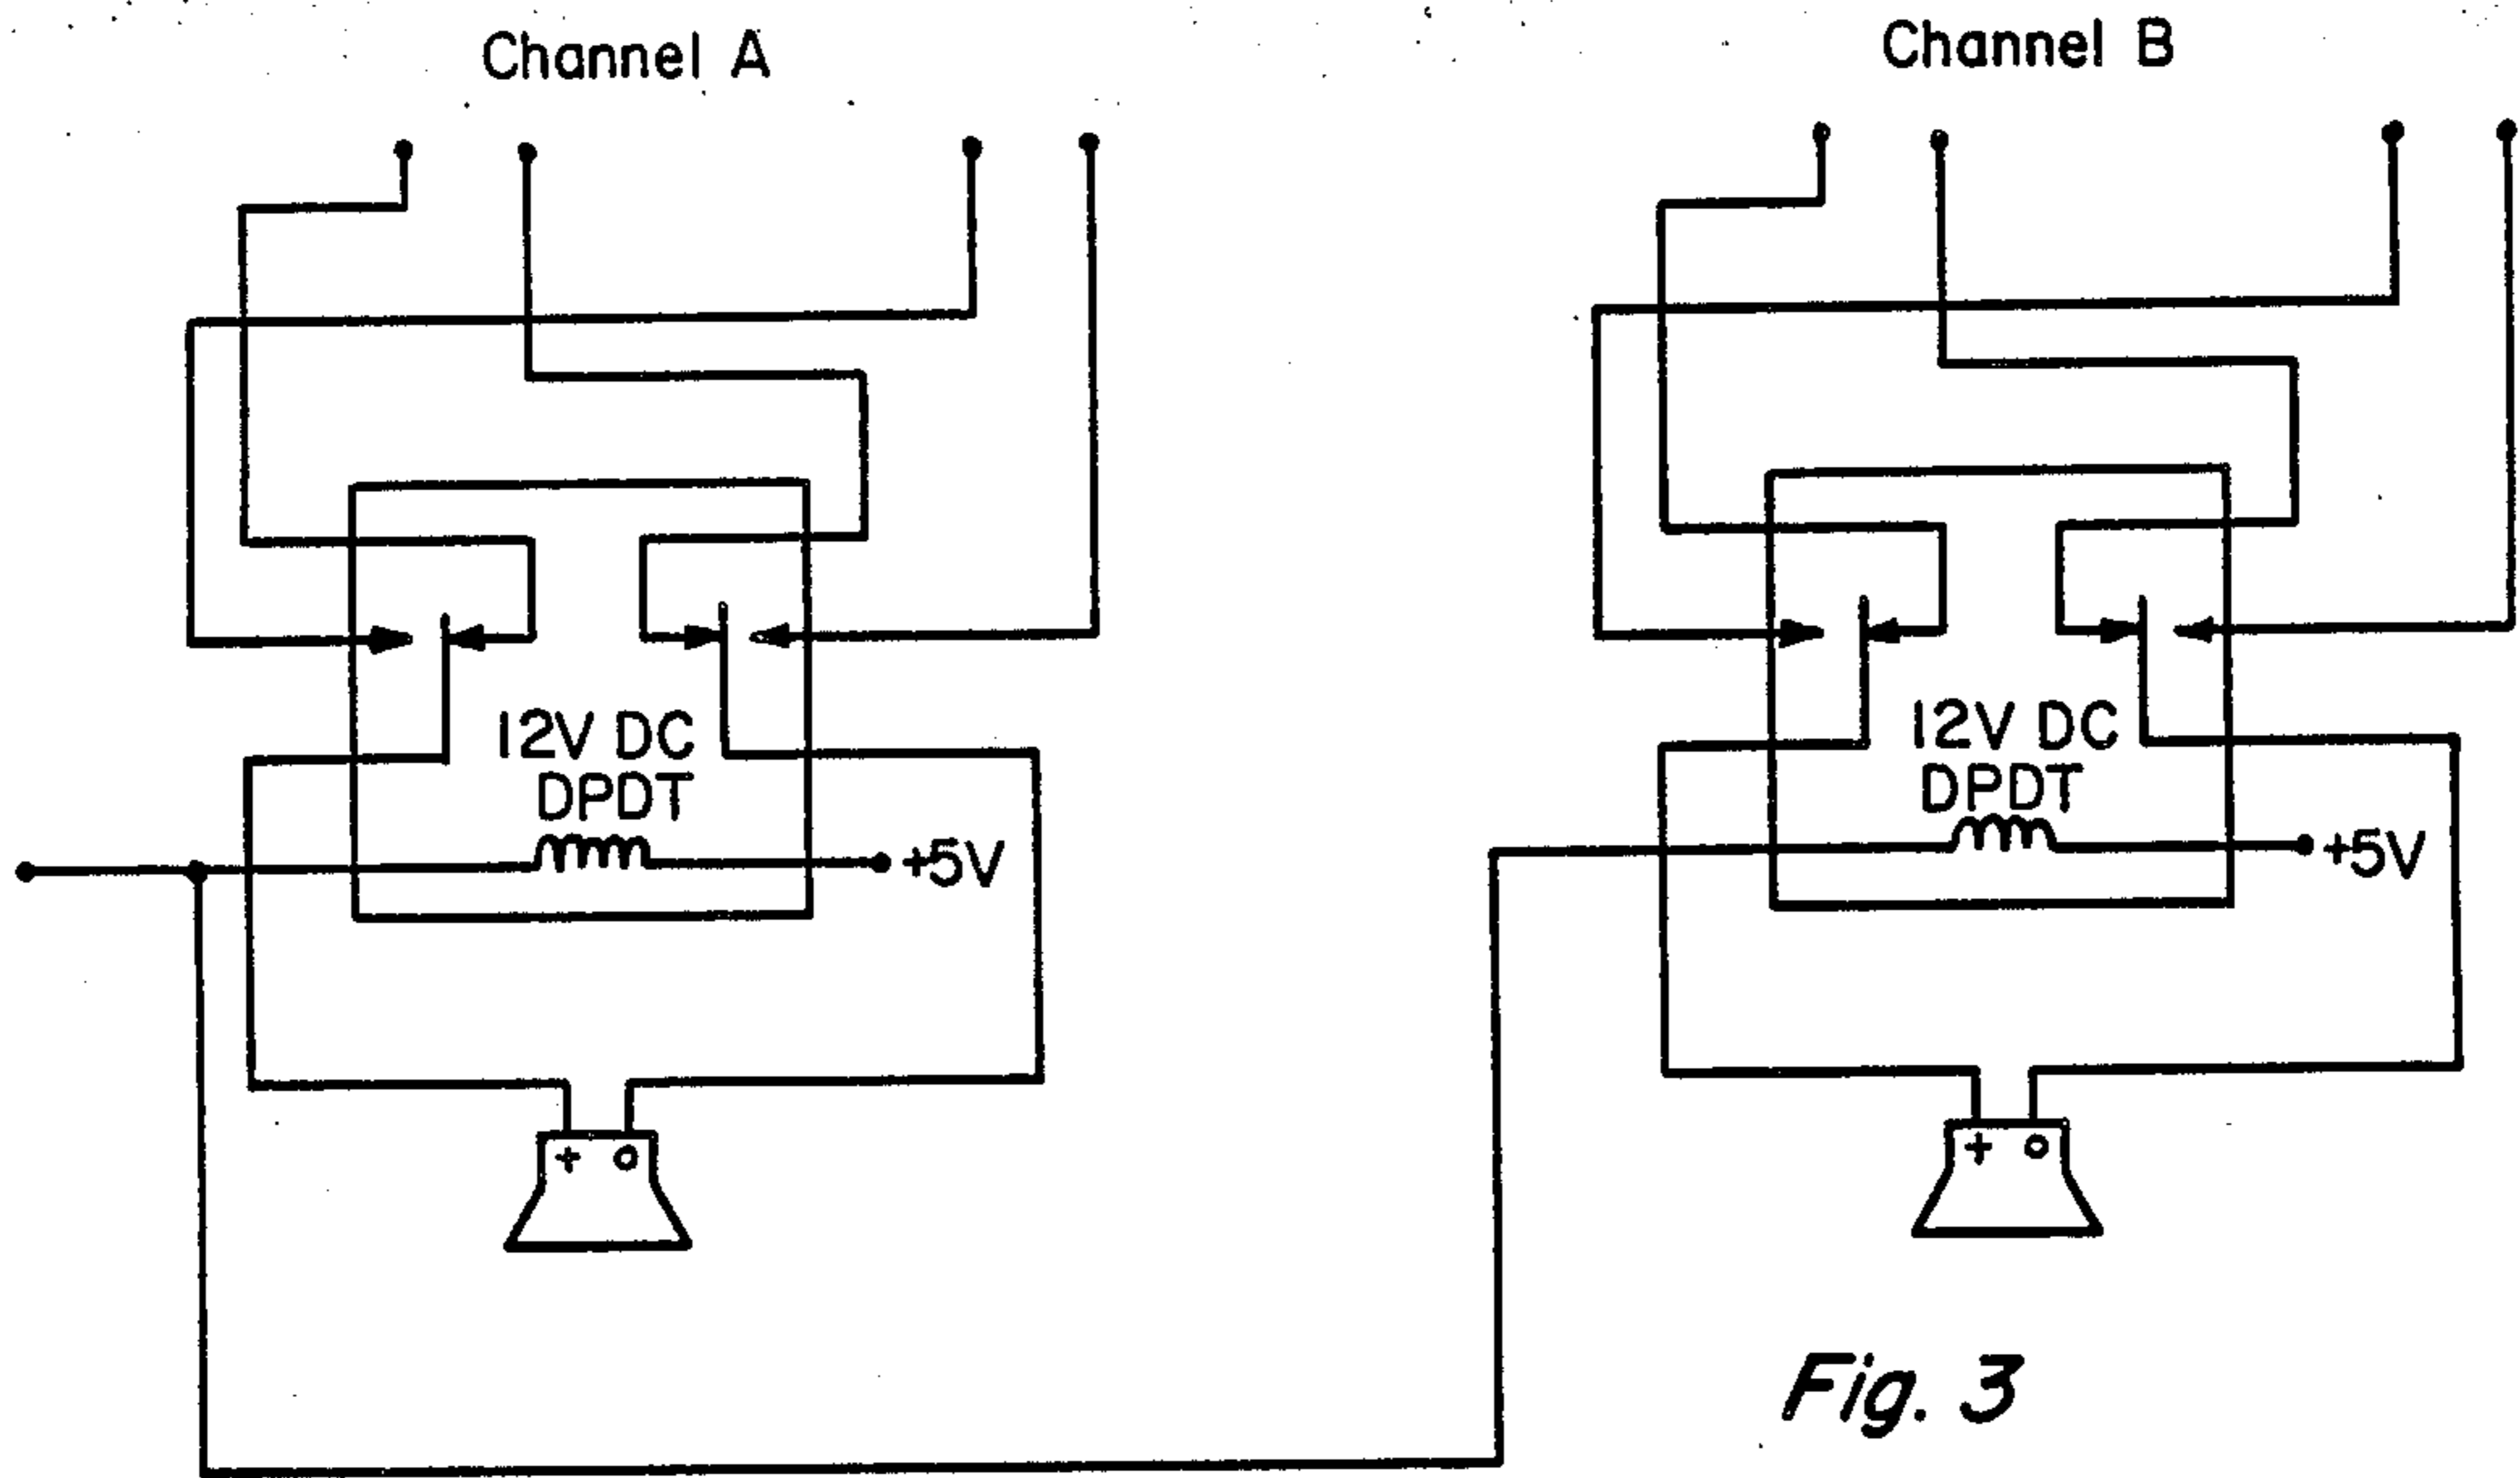 Channel A
Channel B
12V DC
DPDT
+5V
12V DC
DPDT
+5V
+ o
+ o
Fig. 3